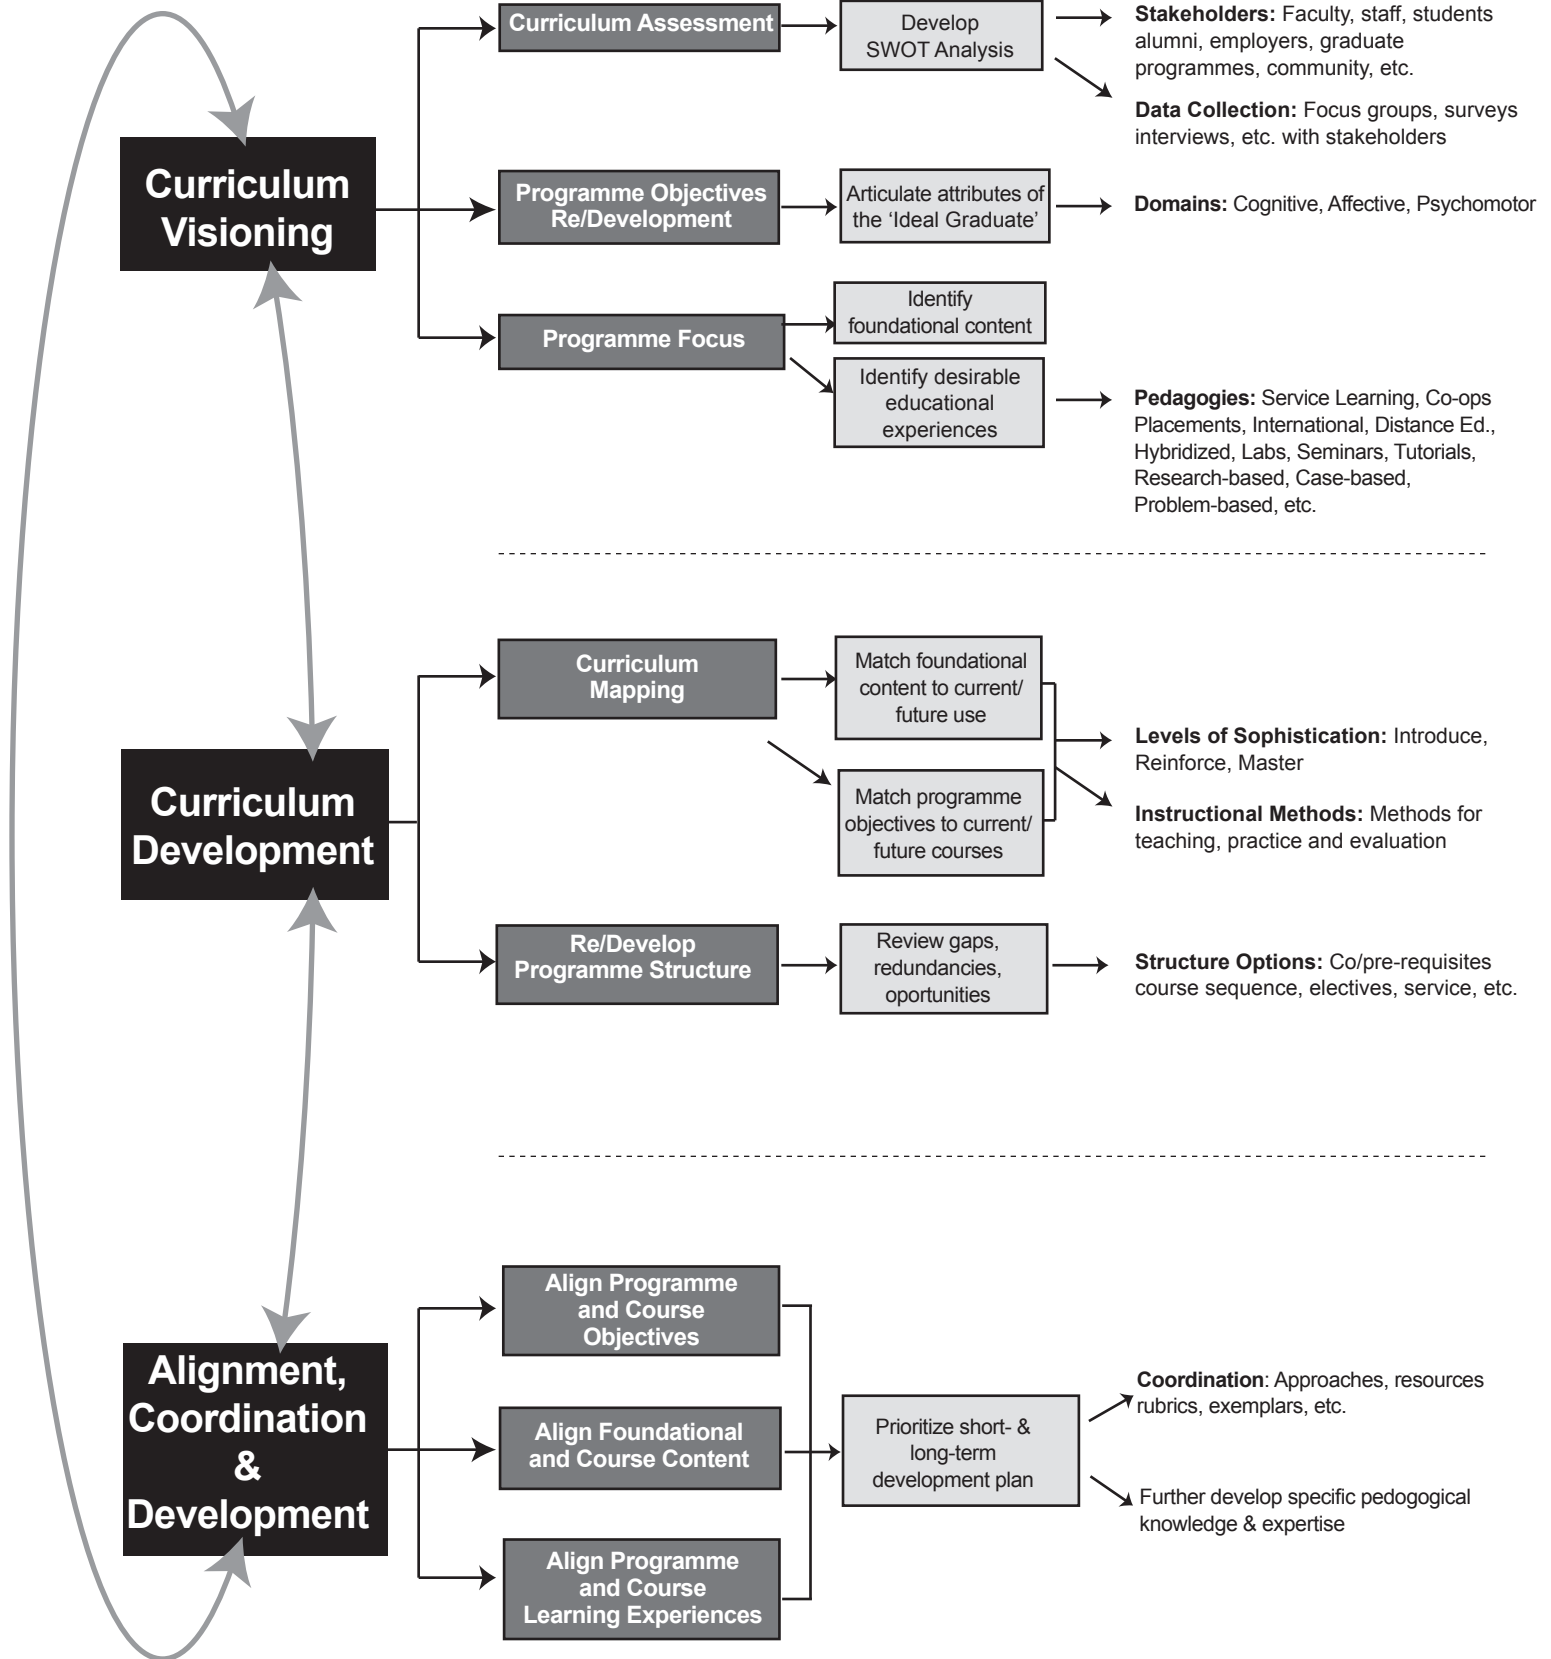 Curriculum Assessment
Develop
SWOT Analysis
Stakeholders: Faculty, staff, students
alumni, employers, graduate
programmes, community, etc.
Data Collection: Focus groups, surveys
interviews, etc. with stakeholders
Curriculum
Visioning
Programme Objectives
Re/Development
Articulate attributes of
the ‘Ideal Graduate’
Domains: Cognitive, Affective, Psychomotor
Programme Focus
Identify
foundational content
Identify desirable
educational
experiences
Pedagogies: Service Learning, Co-ops
Placements, International, Distance Ed.,
Hybridized, Labs, Seminars, Tutorials,
Research-based, Case-based,
Problem-based, etc.
Curriculum
Development
Curriculum
Mapping
Match foundational
content to current/
future use
Match programme
objectives to current/
future courses
Levels of Sophistication: Introduce,
Reinforce, Master
Instructional Methods: Methods for
teaching, practice and evaluation
Re/Develop
Programme Structure
Review gaps,
redundancies,
oportunities
Structure Options: Co/pre-requisites
course sequence, electives, service, etc.
Alignment,
Coordination
&
Development
Align Programme
and Course
Objectives
Align Foundational
and Course Content
Align Programme
and Course
Learning Experiences
Prioritize short- &
long-term
development plan
Coordination: Approaches, resources
rubrics, exemplars, etc.
Further develop specific pedogogical
knowledge & expertise